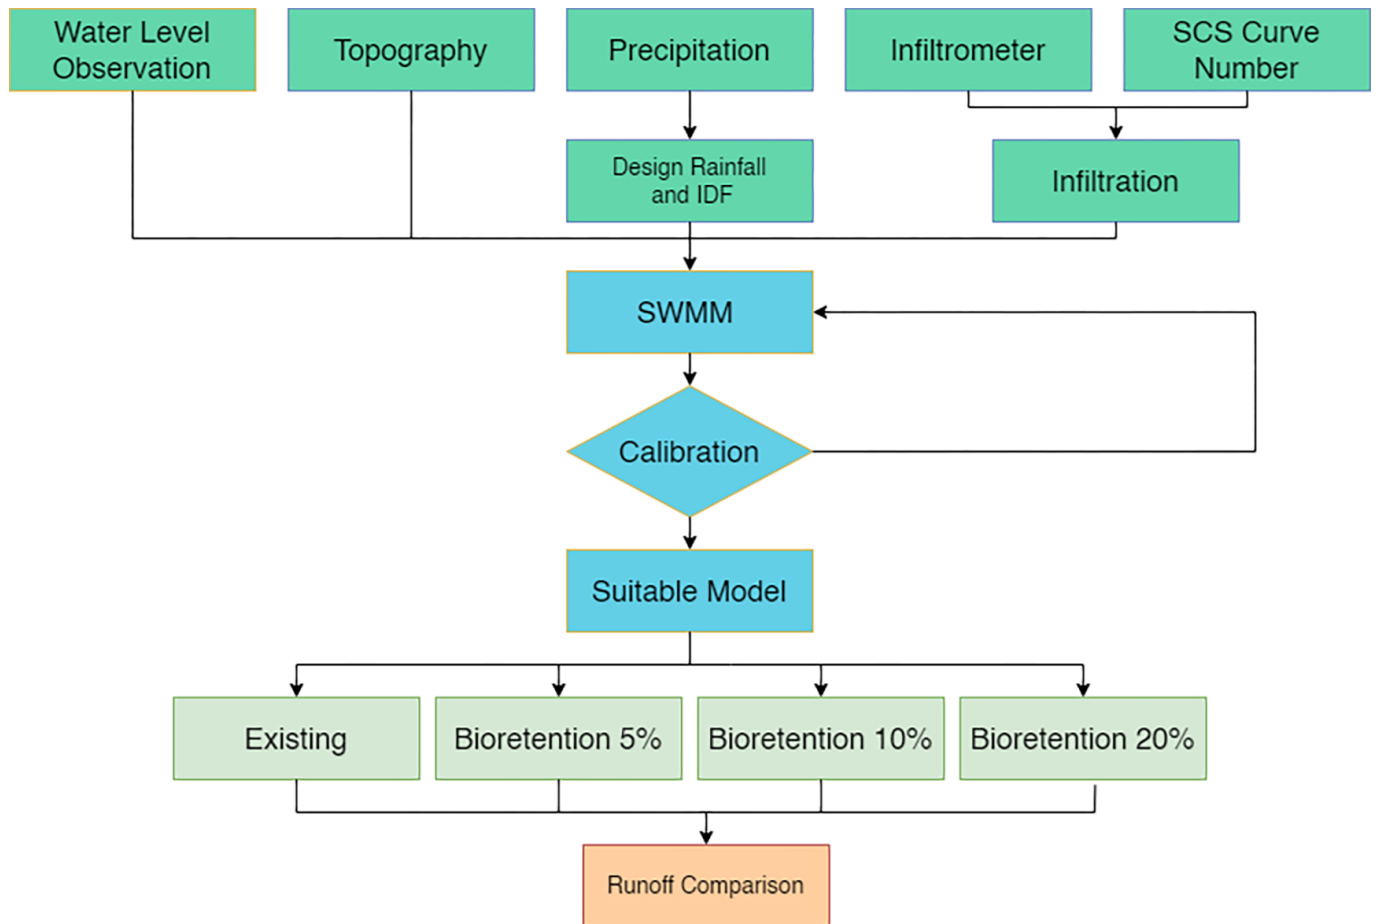 Water Level
Observation
Topography
Precipitation
Infiltrometer
SCS Curve
Number
Design Rainfall
and IDF
Infiltration
SWMM
Calibration
Suitable Model
Existing
Bioretention 5%
Bioretention 10%
Bioretention 20%
Runoff Comparison